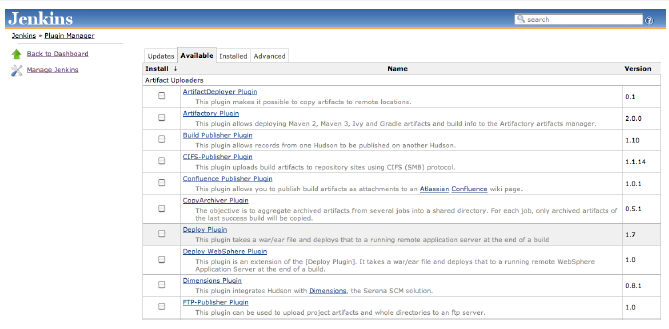 Jenkins
search
Jenkins » Plugin Manager
Back to Dashboard
Manage Jenkins
Updates Available Installed Advanced
Install ↓ Name Version
Artifact Uploaders
ArtifactDeployer Plugin
This plugin makes it possible to copy artifacts to remote locations.
0.1
Artifactory Plugin
This plugin allows deploying Maven 2, Maven 3, Ivy and Gradle artifacts and build info to the Artifactory artifacts manager.
2.0.0
Build Publisher Plugin
This plugin allows records from one Hudson to be published on another Hudson.
1.10
CIFS-Publisher Plugin
This plugin uploads build artifacts to repository sites using CIFS (SMB) protocol.
1.1.14
Confluence Publisher Plugin
This plugin allows you to publish build artifacts as attachments to an Atlassian Confluence wiki page.
1.0.1
CopyArchiver Plugin
The objective is to aggregate archived artifacts from several jobs into a shared directory. For each job, only archived artifacts of
the last success build will be copied.
0.5.1
Deploy Plugin
This plugin takes a war/ear file and deploys that to a running remote application server at the end of a build
1.7
Deploy WebSphere Plugin
This plugin is an extension of the [Deploy Plugin]. It takes a war/ear file and deploys that to a running remote WebSphere
Application Server at the end of a build.
1.0
Dimensions Plugin
This plugin integrates Hudson with Dimensions, the Serena SCM solution.
0.8.1
FTP-Publisher Plugin
This plugin can be used to upload project artifacts and whole directories to an ftp server.
1.0